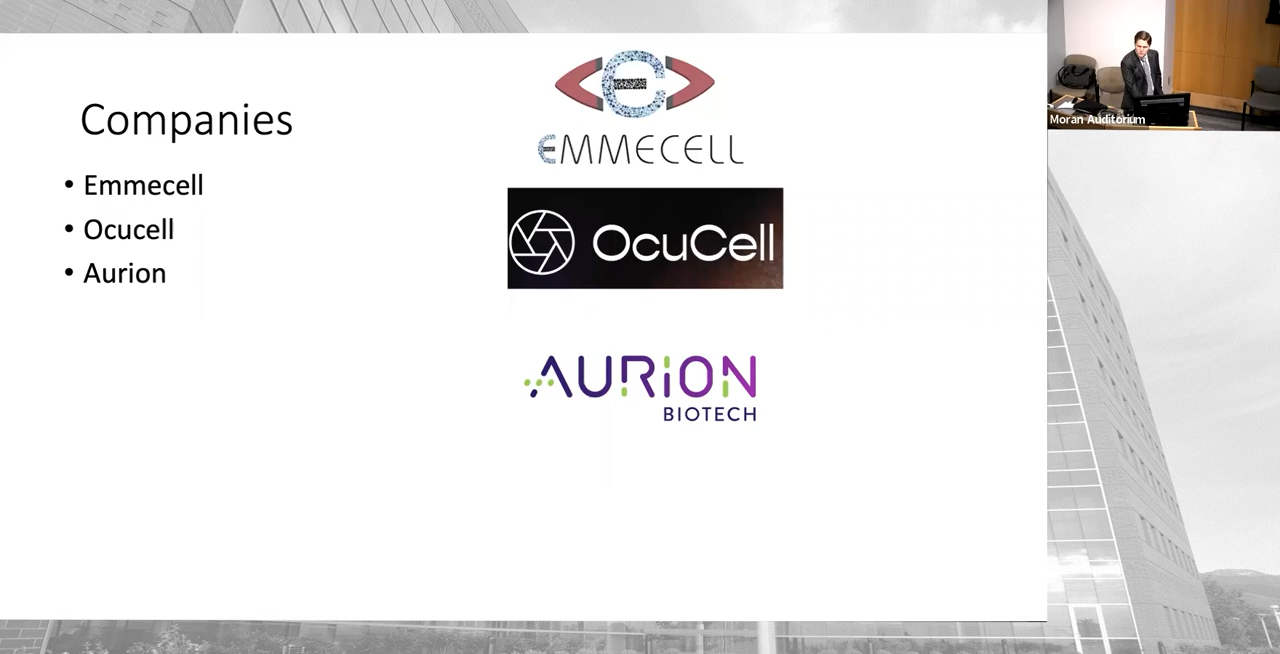 Companies
• Emmecell
• Ocucell
• Aurion
EMMECELL
OcuCell
AURION
BIOTECH
Moran Auditorium